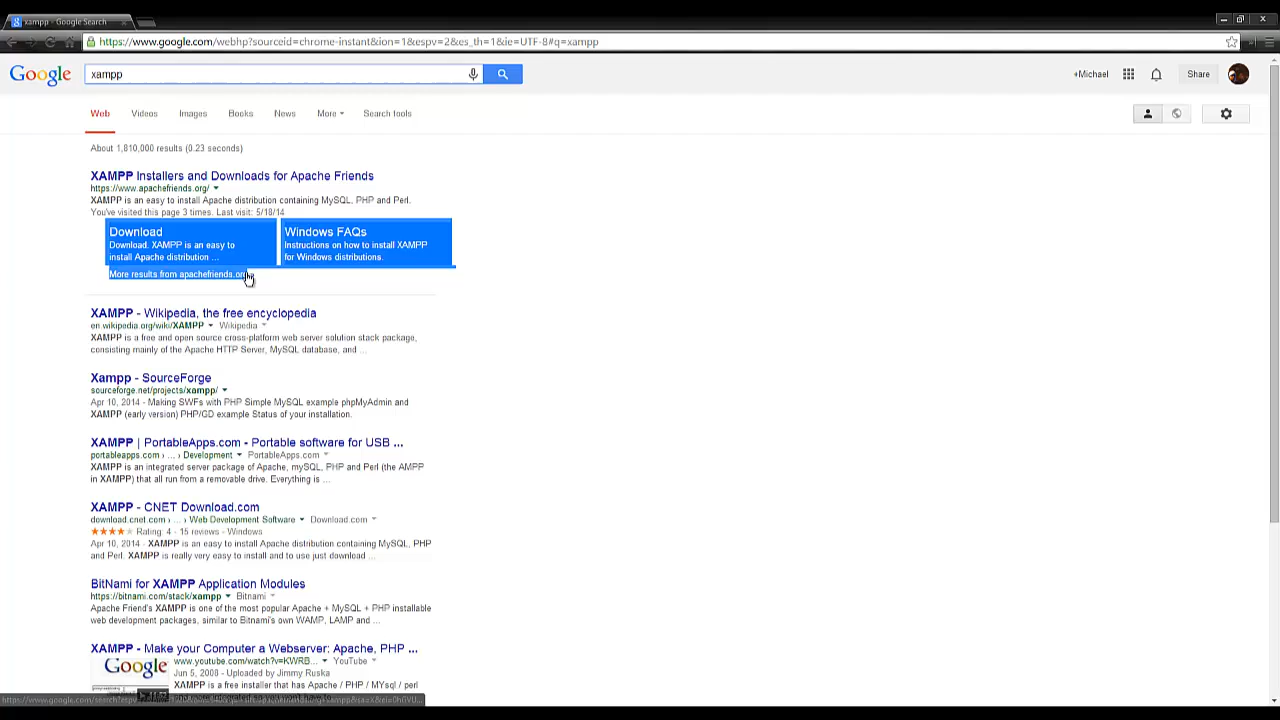 xampp - Google Search
https://www.google.com/webhp?sourceid=chrome-instant&ion=1&espv=2&es_th=1&ie=UTF-8#q=xampp
Google
xampp
+Michael
Share
Web Videos Images Books News More Search tools
About 1,810,000 results (0.23 seconds)
XAMPP Installers and Downloads for Apache Friends
https://www.apachefriends.org/
XAMPP is an easy to install Apache distribution containing MySQL, PHP and Perl.
You've visited this page 3 times. Last visit: 5/18/14
Download
Download. XAMPP is an easy to
install Apache distribution ...
Windows FAQs
Instructions on how to install XAMPP
for Windows distributions.
More results from apachefriends.org
XAMPP - Wikipedia, the free encyclopedia
en.wikipedia.org/wiki/XAMPP Wikipedia
XAMPP is a free and open source cross-platform web server solution stack package,
consisting mainly of the Apache HTTP Server, MySQL database, and ...
Xampp - SourceForge
sourceforge.net/projects/xampp/
Apr 10, 2014 - Making SWFs with PHP Simple MySQL example phpMyAdmin and
XAMPP (early version) PHP/GD example Status of your installation.
XAMPP | PortableApps.com - Portable software for USB ...
portableapps.com › ... › Development PortableApps.com
XAMPP is an integrated server package of Apache, mySQL, PHP and Perl (the AMPP
in XAMPP) that all run from a removable drive. Everything is ...
XAMPP - CNET Download.com
download.cnet.com › ... › Web Development Software Download.com
Rating: 4 - 15 reviews - Windows
Apr 10, 2014 - XAMPP is an easy to install Apache distribution containing MySQL, PHP
and Perl. XAMPP is really very easy to install and to use just download ...
BitNami for XAMPP Application Modules
https://bitnami.com/stack/xampp Bitnami
Apache Friend's XAMPP is one of the most popular Apache + MySQL + PHP installable
web development packages, similar to Bitnami's own WAMP, LAMP and ...
XAMPP - Make your Computer a Webserver: Apache, PHP ...
Google
www.youtube.com/watch?v=KWRB... YouTube
Jun 5, 2008 - Uploaded by Jimmy Ruska
XAMPP is a free installer that has Apache / PHP / MYsql / perl